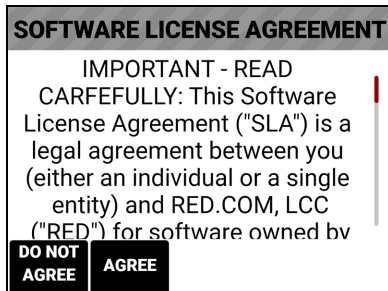 SOFTWARE LICENSE AGREEMENT
IMPORTANT - READ
CARFEFULLY: This Software
License Agreement ("SLA") is a
legal agreement between you
(either an individual or a single
entity) and RED.COM, LCC
("RED") for software owned by
DO NOT
AGREE
AGREE